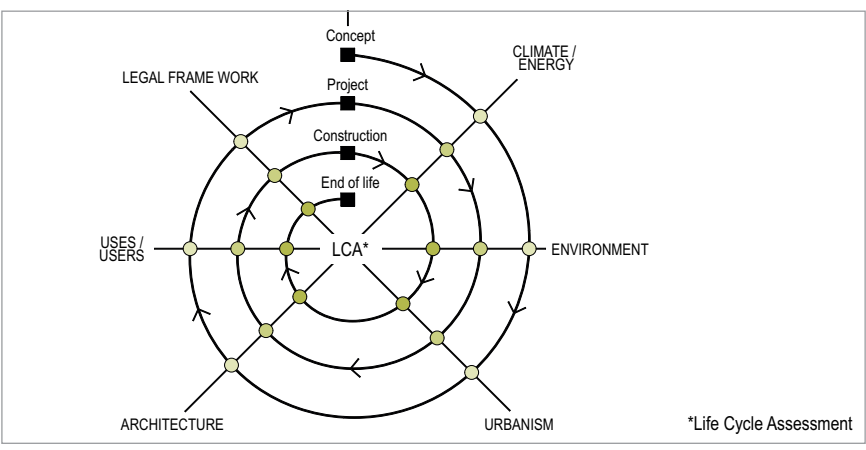 Concept
CLIMATE /
ENERGY
LEGAL FRAME WORK
Project
Construction
End of life
USES /
USERS
LCA*
ENVIRONMENT
ARCHITECTURE
URBANISM
*Life Cycle Assessment